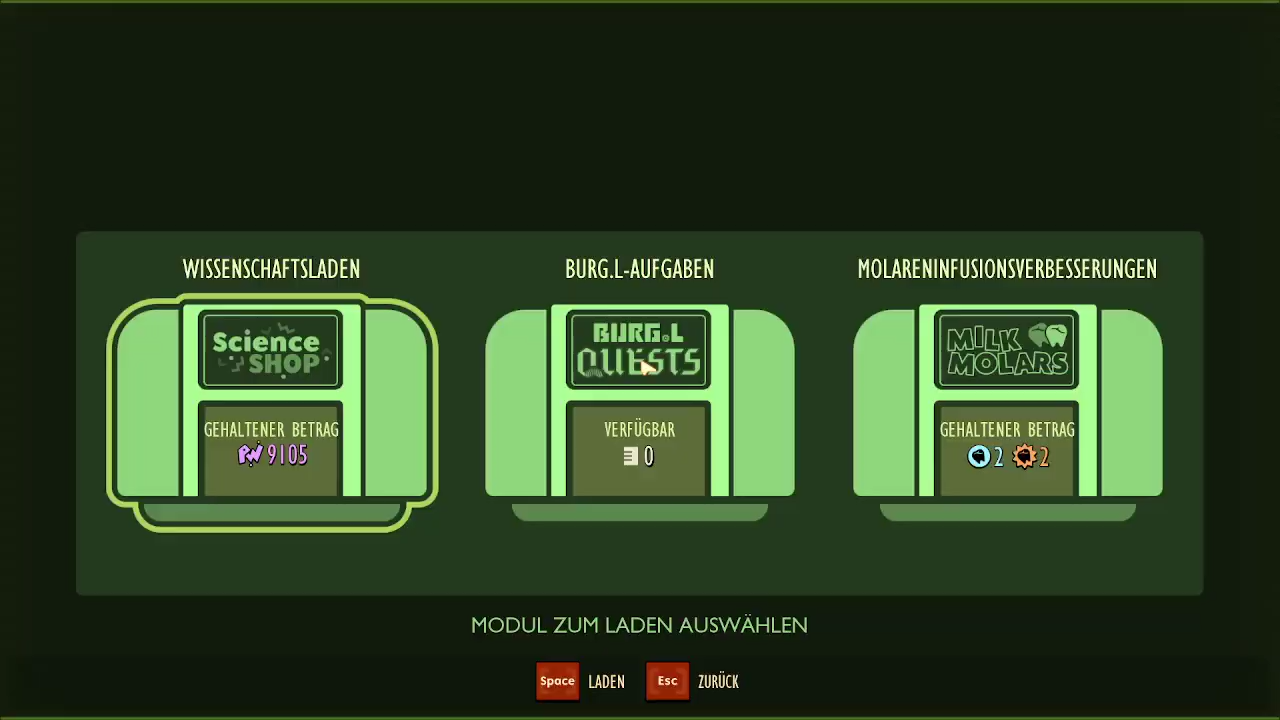 WISSENSCHAFTSLADEN
BURG.L-AUFGABEN
MOLARENINFUSIONSVERBESSERUNGEN
Science
SHOP
BURG.L
QUESTS
MILK
MOLARS
GEHALTENER BETRAG
9105
VERFÜGBAR
0
GEHALTENER BETRAG
2 2
MODUL ZUM LADEN AUSWÄHLEN
Space LADEN Esc ZURÜCK